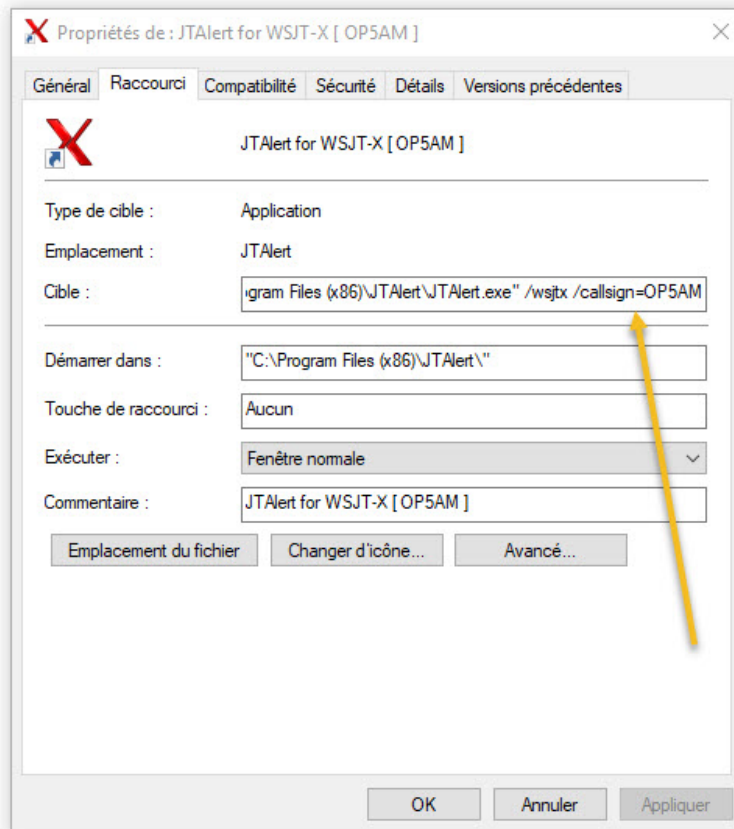 Propriétés de : JTAlert for WSJT-X [ OP5AM ]
Général Raccourci Compatibilité Sécurité Détails Versions précédentes
JTAlert for WSJT-X [ OP5AM ]
Type de cible : Application
Emplacement : JTAlert
Cible : gram Files (x86)\JTAlert\JTAlert.exe" /wsjtx /callsign=OP5AM
Démarrer dans : "C:\Program Files (x86)\JTAlert\"
Touche de raccourci : Aucun
Exécuter : Fenêtre normale
Commentaire : JTAlert for WSJT-X [ OP5AM ]
Emplacement du fichier Changer d'icône... Avancé...
OK Annuler Appliquer